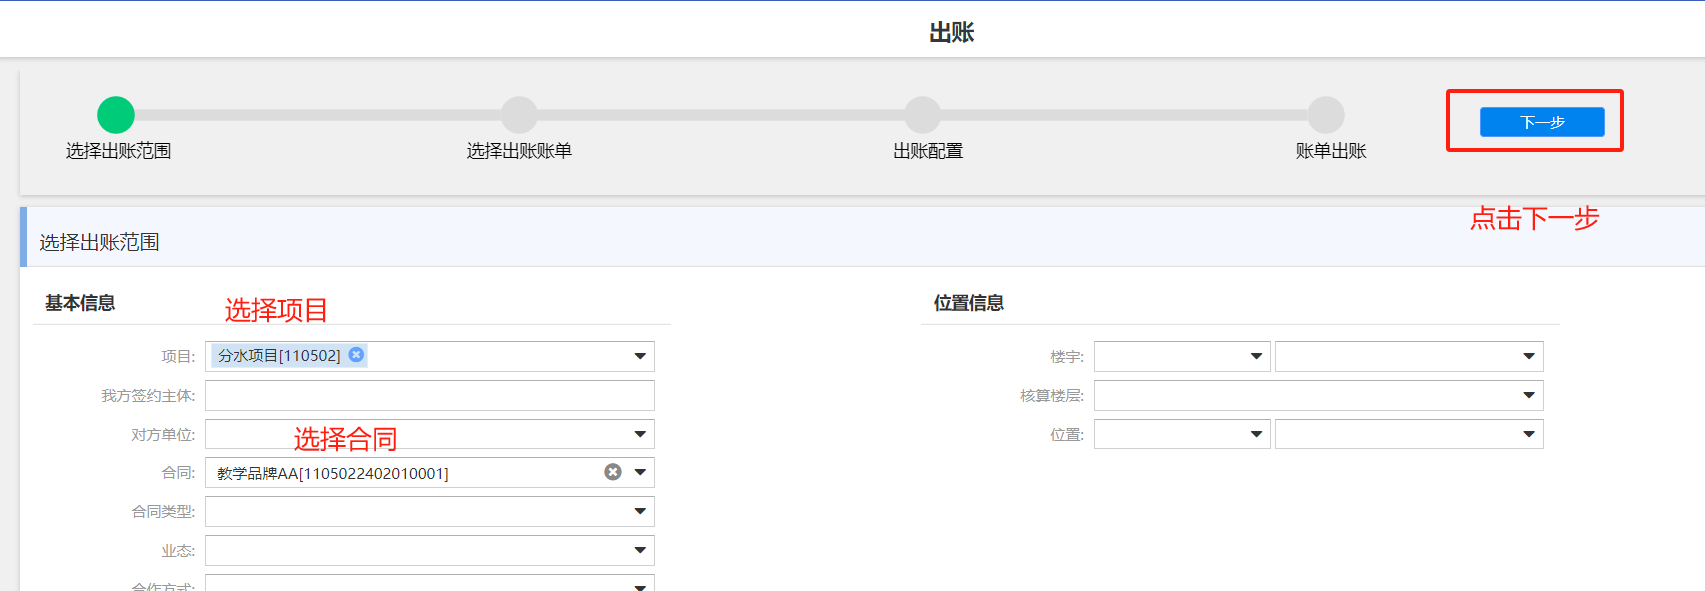 出账
选择出账范围
选择出账账单
出账配置
账单出账
下一步
点击下一步
选择出账范围
基本信息
选择项目
项目: 分水项目[110502]
我方签约主体:
对方单位:
选择合同
合同: 教学品牌AA[1105022402010001]
合同类型:
业态:
合作方式:
位置信息
楼宇:
核算楼层:
位置: